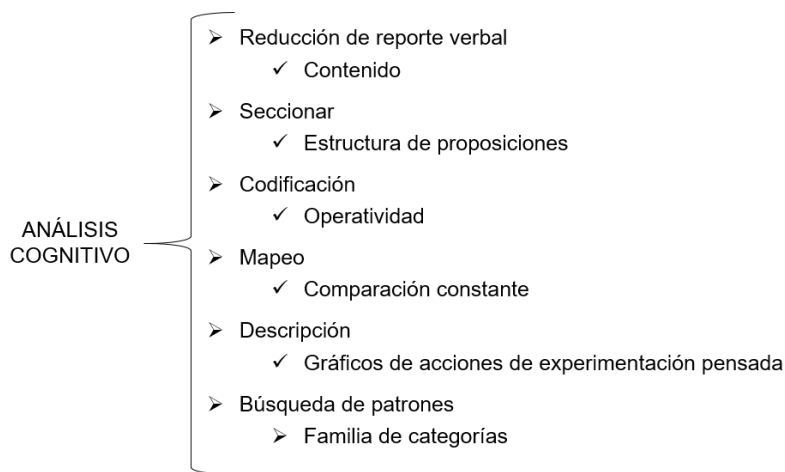 ANÁLISIS
COGNITIVO
Reducción de reporte verbal
Contenido
Seccionar
Estructura de proposiciones
Codificación
Operatividad
Mapeo
Comparación constante
Descripción
Gráficos de acciones de experimentación pensada
Búsqueda de patrones
Familia de categorías